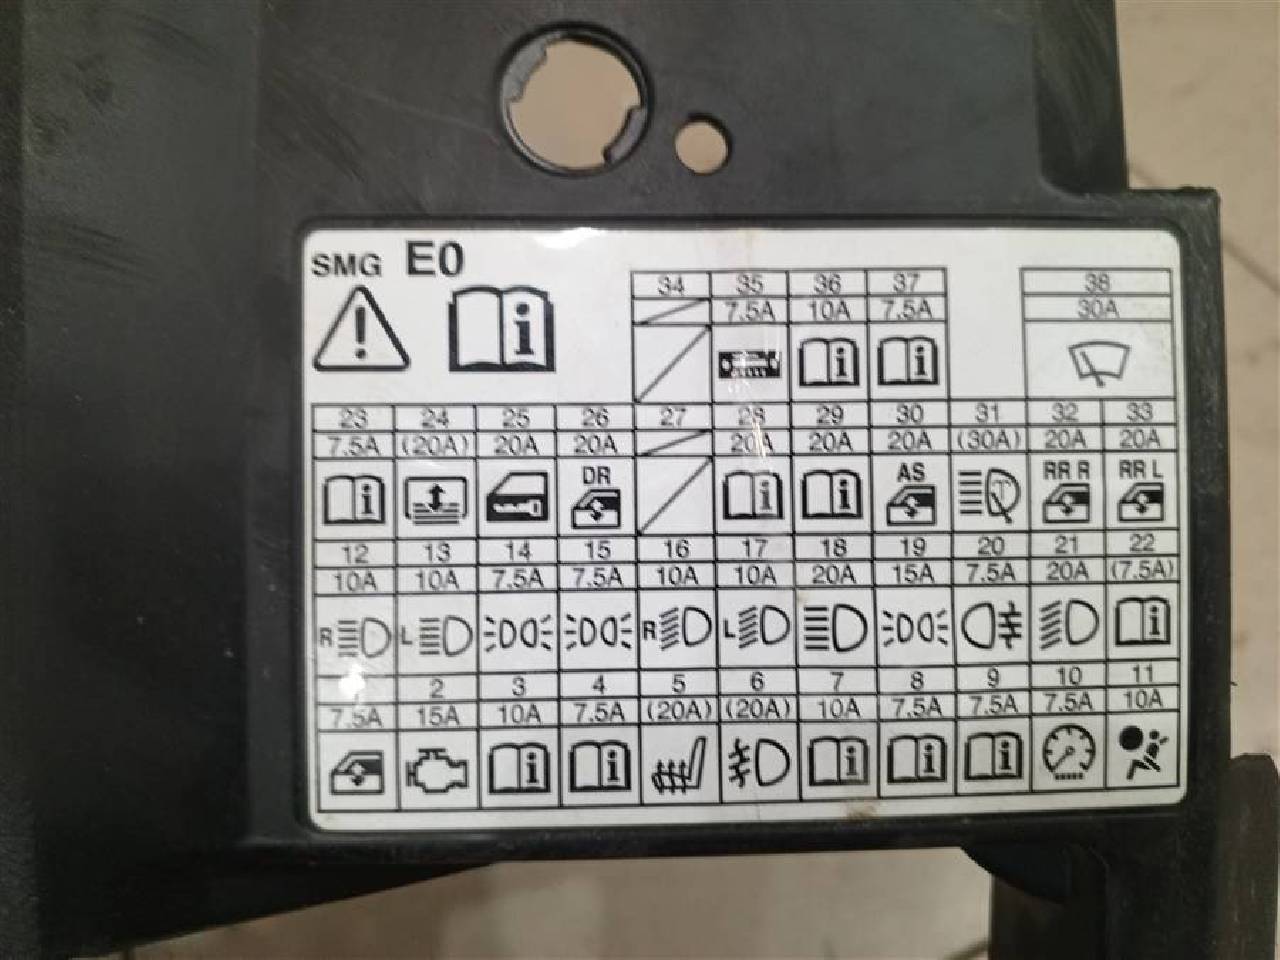 SMG E0
34 35 36 37 38
7.5A 10A 7.5A 30A
i
i i
23 24 25 26 27 28 29 30 31 32 33
7.5A (20A) 20A 20A 20A 20A 20A (30A) 20A 20A
DR AS RR R RR L
i i i
12 13 14 15 16 17 18 19 20 21 22
10A 10A 7.5A 7.5A 10A 10A 20A 15A 7.5A 20A (7.5A)
R L R L i
2 3 4 5 6 7 8 9 10 11
7.5A 15A 10A 7.5A (20A) (20A) 10A 7.5A 7.5A 7.5A 10A
i i i i i